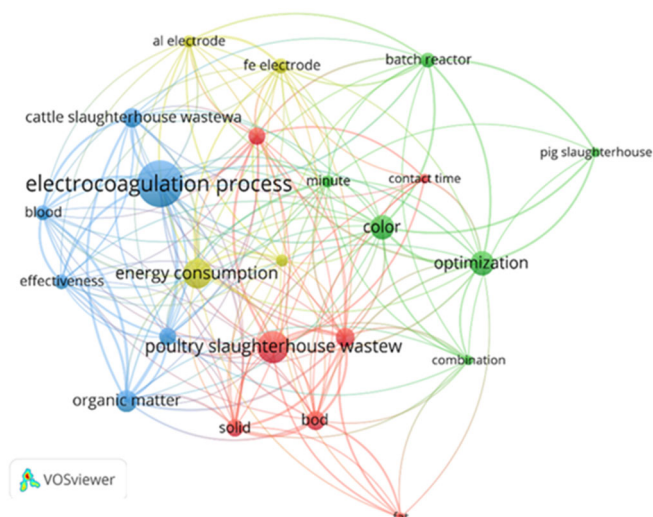 al electrode
fe electrode
batch reactor
cattle slaughterhouse wastewa
pig slaughterhouse
electrocoagulation process
minute
contact time
blood
color
energy consumption
optimization
effectiveness
poultry slaughterhouse wastew
combination
organic matter
solid
bod
VOSviewer